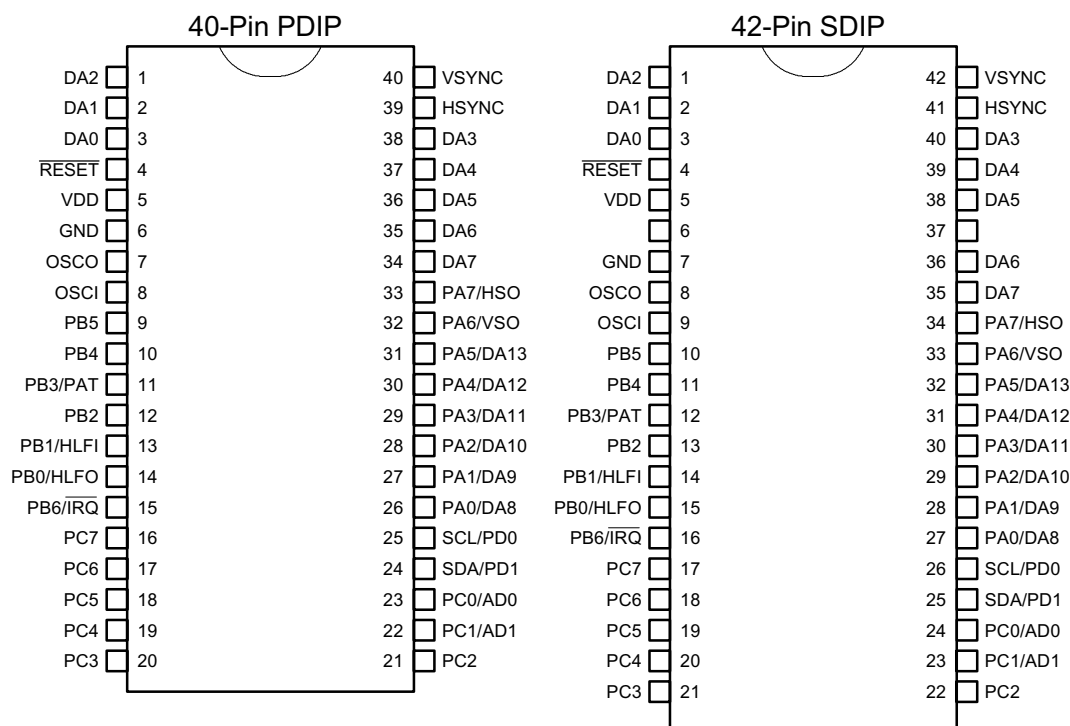 40-Pin PDIP 42-Pin SDIP
DA2 1 40 VSYNC DA2 1 42 VSYNC
DA1 2 39 HSYNC DA1 2 41 HSYNC
DA0 3 38 DA3 DA0 3 40 DA3
RESET 4 37 DA4 RESET 4 39 DA4
VDD 5 36 DA5 VDD 5 38 DA5
GND 6 35 DA6 6 37
OSCO 7 34 DA7 GND 7 36 DA6
OSCI 8 33 PA7/HSO OSCO 8 35 DA7
PB5 9 32 PA6/VSO OSCI 9 34 PA7/HSO
PB4 10 31 PA5/DA13 PB5 10 33 PA6/VSO
PB3/PAT 11 30 PA4/DA12 PB4 11 32 PA5/DA13
PB2 12 29 PA3/DA11 PB3/PAT 12 31 PA4/DA12
PB1/HLFI 13 28 PA2/DA10 PB2 13 30 PA3/DA11
PB0/HLFO 14 27 PA1/DA9 PB1/HLFI 14 29 PA2/DA10
PB6/IRQ 15 26 PA0/DA8 PB0/HLFO 15 28 PA1/DA9
PC7 16 25 SCL/PD0 PB6/IRQ 16 27 PA0/DA8
PC6 17 24 SDA/PD1 PC7 17 26 SCL/PD0
PC5 18 23 PC0/AD0 PC6 18 25 SDA/PD1
PC4 19 22 PC1/AD1 PC5 19 24 PC0/AD0
PC3 20 21 PC2 PC4 20 23 PC1/AD1
PC3 21 22 PC2